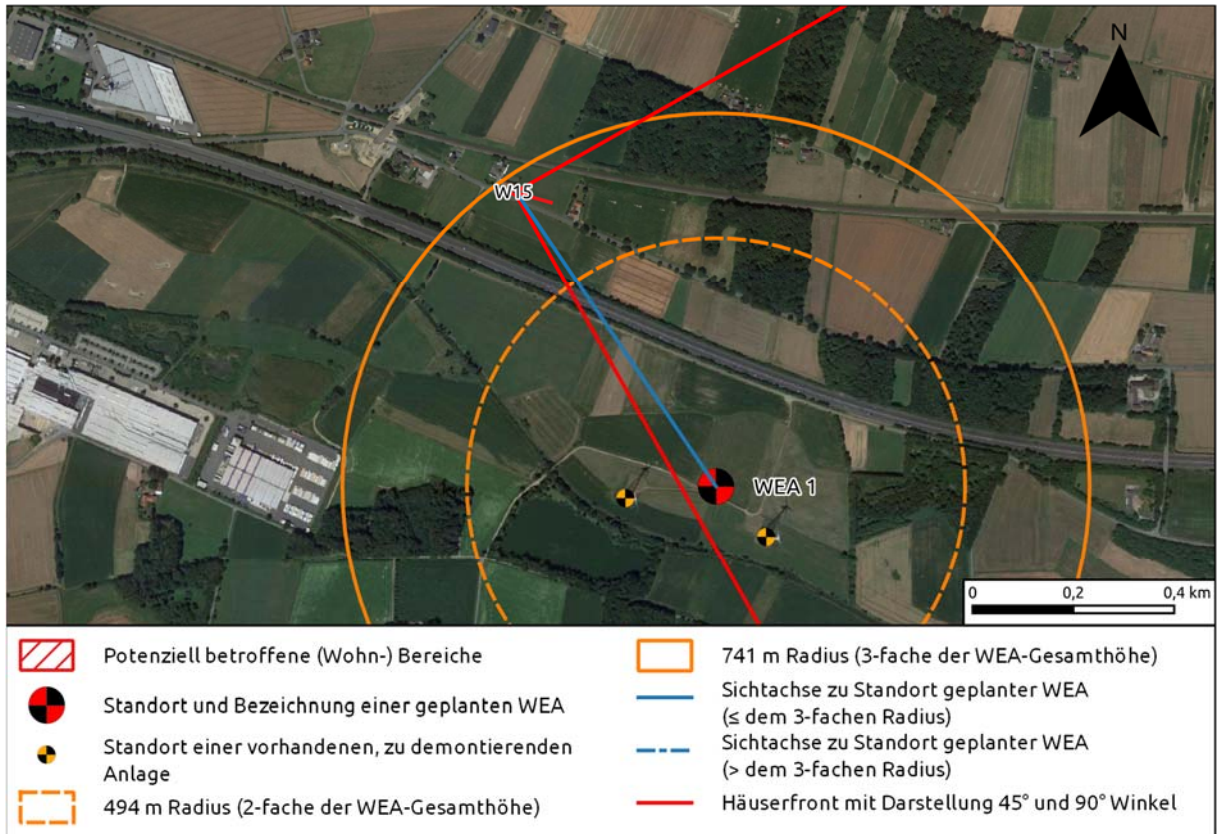 N
W15
WEA 1
0 0,2 0,4 km
Potenziell betroffene (Wohn-) Bereiche
Standort und Bezeichnung einer geplanten WEA
Standort einer vorhandenen, zu demontierenden
Anlage
494 m Radius (2-fache der WEA-Gesamthöhe)
741 m Radius (3-fache der WEA-Gesamthöhe)
Sichtachse zu Standort geplanter WEA
(≤ dem 3-fachen Radius)
Sichtachse zu Standort geplanter WEA
(> dem 3-fachen Radius)
Häuserfront mit Darstellung 45° und 90° Winkel